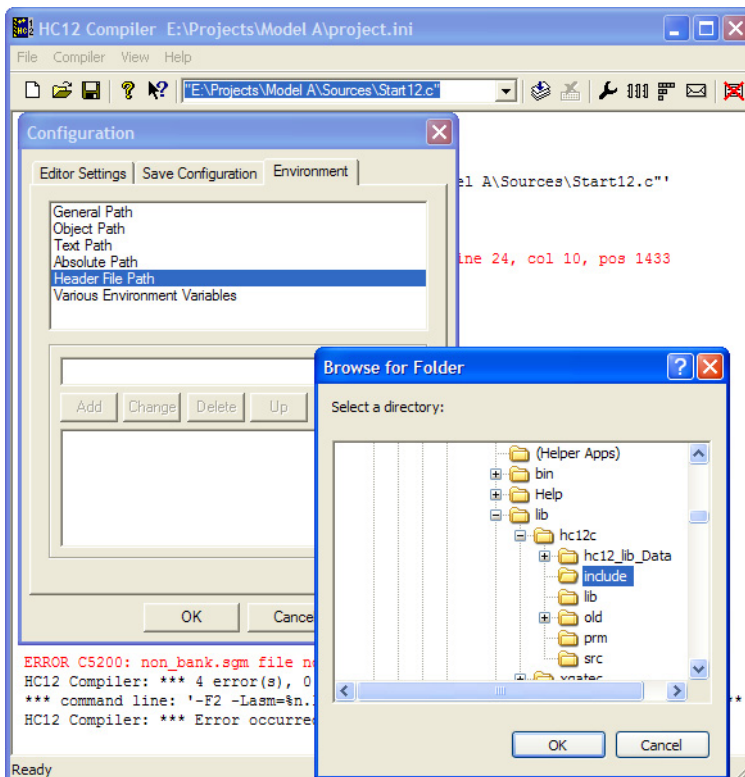 HC12 Compiler E:\Projects\Model A\project.ini
File Compiler View Help
"E:\Projects\Model A\Sources\Start12.c"
Configuration
Editor Settings Save Configuration Environment
el A\Sources\Start12.c"'
General Path
Object Path
Text Path
Absolute Path
ine 24, col 10, pos 1433
Header File Path
Various Environment Variables
Add Change Delete Up
OK Cance
Browse for Folder
Select a directory:
(Helper Apps)
bin
Help
lib
hc12c
hc12_lib_Data
include
lib
old
prm
src
xgatec
OK Cancel
ERROR C5200: non_bank.sgm file n
HC12 Compiler: *** 4 error(s), 0
*** command line: '-F2 -Lasm=%n. **
HC12 Compiler: *** Error occurre
Ready